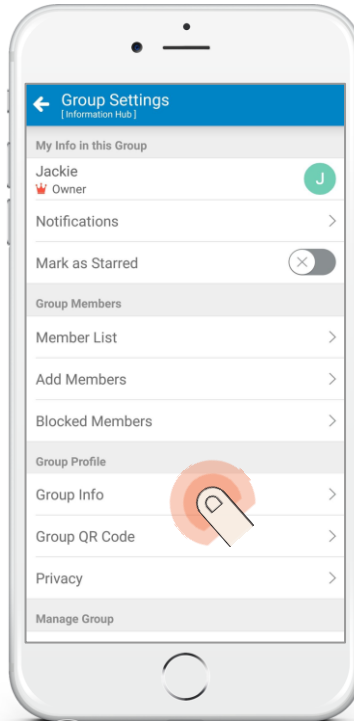 Group Settings
[ Information Hub ]
My Info in this Group
Jackie
J
Owner
Notifications
Mark as Starred
Group Members
Member List
Add Members
Blocked Members
Group Profile
Group Info
Group QR Code
Privacy
Manage Group